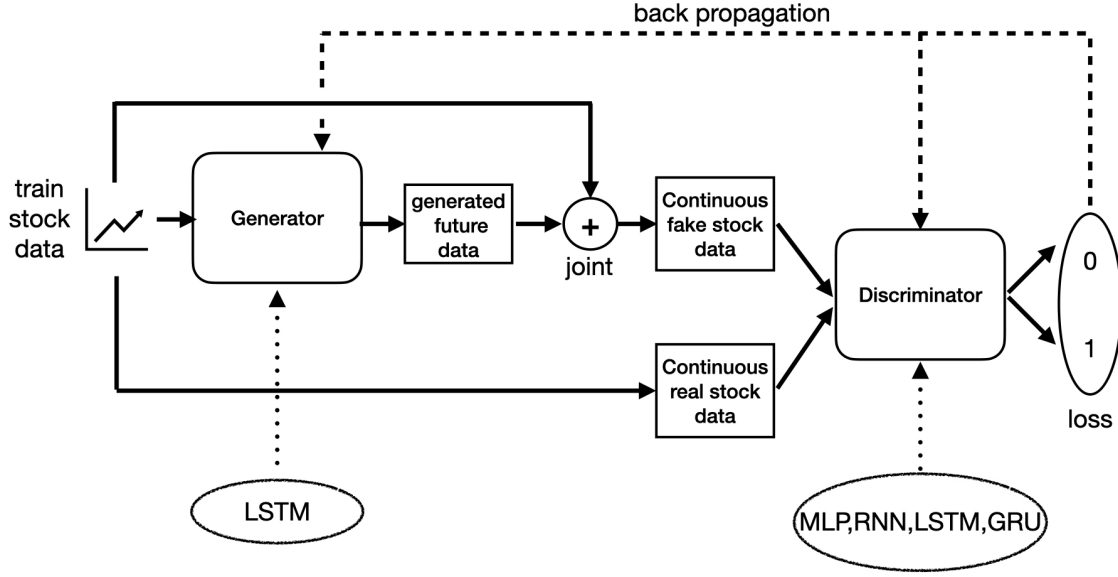 back propagation
train
stock
data
Generator
generated
future
data
+
joint
Continuous
fake stock
data
Discriminator
0
1
loss
Continuous
real stock
data
LSTM
MLP,RNN,LSTM,GRU